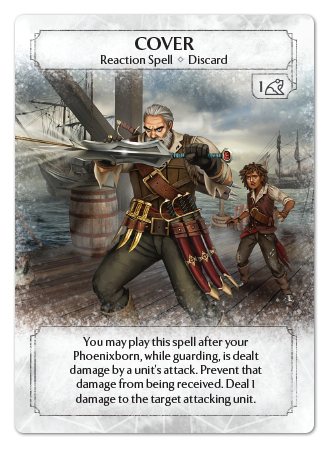 COVER
Reaction Spell ◇ Discard
1
You may play this spell after your
Phoenixborn, while guarding, is dealt
damage by a unit's attack. Prevent that
damage from being received. Deal 1
damage to the target attacking unit.